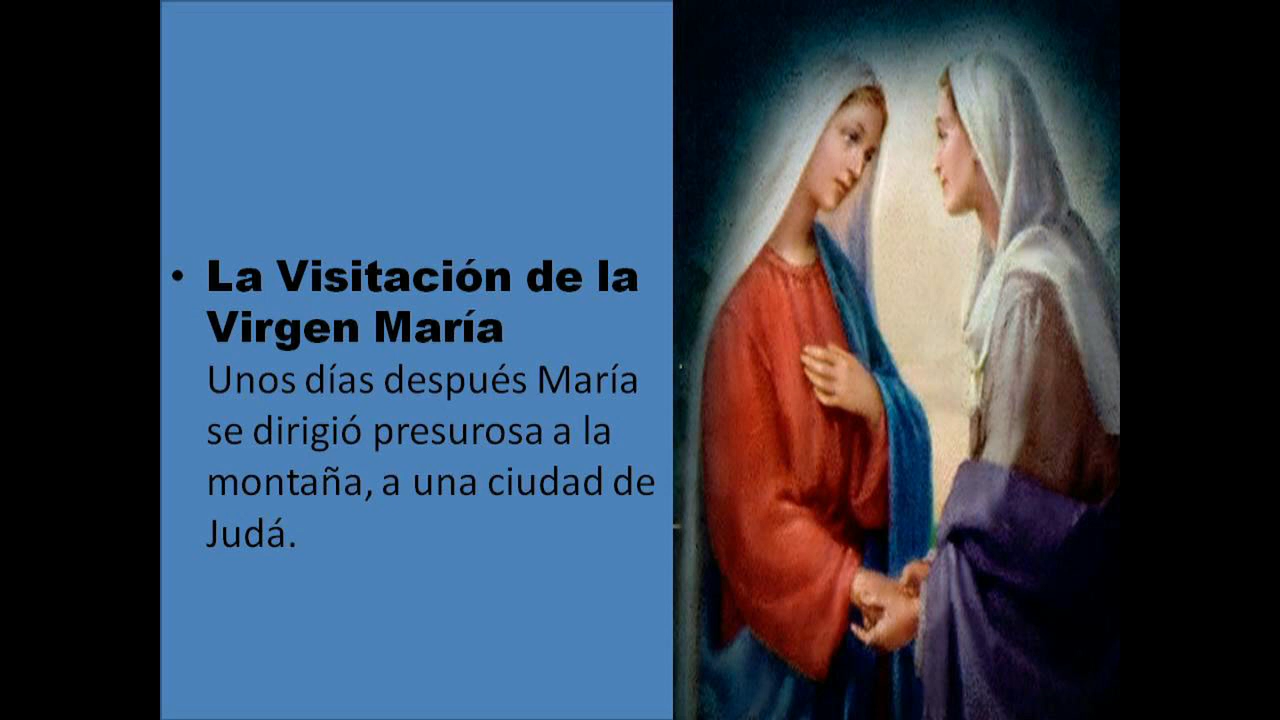 • La Visitación de la
Virgen María
Unos días después María
se dirigió presurosa a la
montaña, a una ciudad de
Judá.